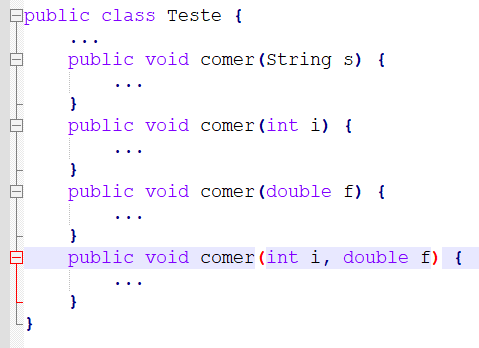 public class Teste {
    ...
    public void comer(String s) {
        ...
    }
    public void comer(int i) {
        ...
    }
    public void comer(double f) {
        ...
    }
    public void comer(int i, double f) {
        ...
    }
}